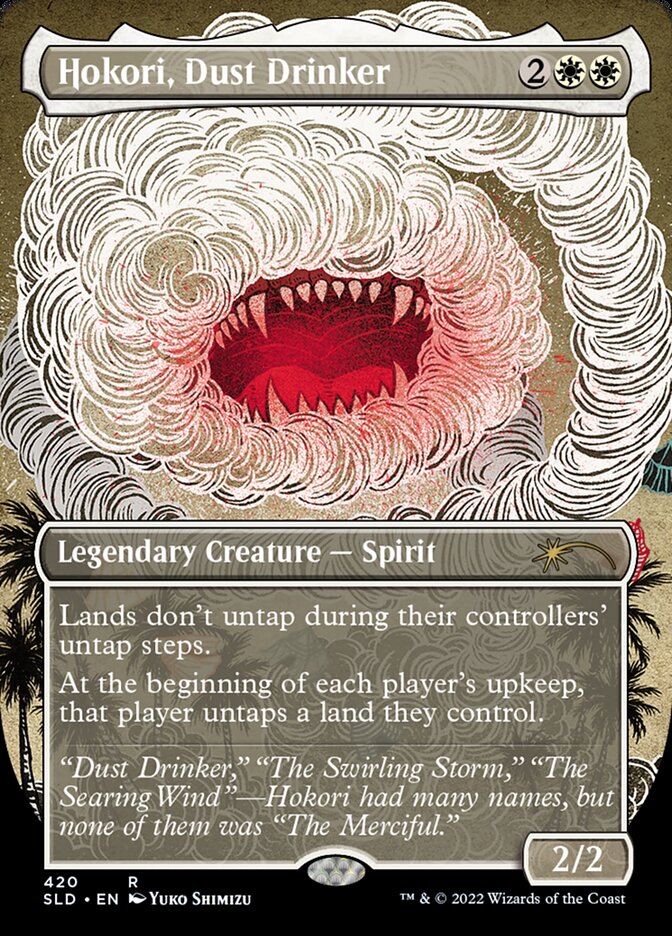 Hokori, Dust Drinker 2
Legendary Creature — Spirit
Lands don't untap during their controllers'
untap steps.
At the beginning of each player's upkeep,
that player untaps a land they control.
“Dust Drinker,” “The Swirling Storm,” “The
Searing Wind”—Hokori had many names, but
none of them was “The Merciful.”
2/2
420 R
SLD • EN Yuko Shimizu
™ & © 2022 Wizards of the Coast